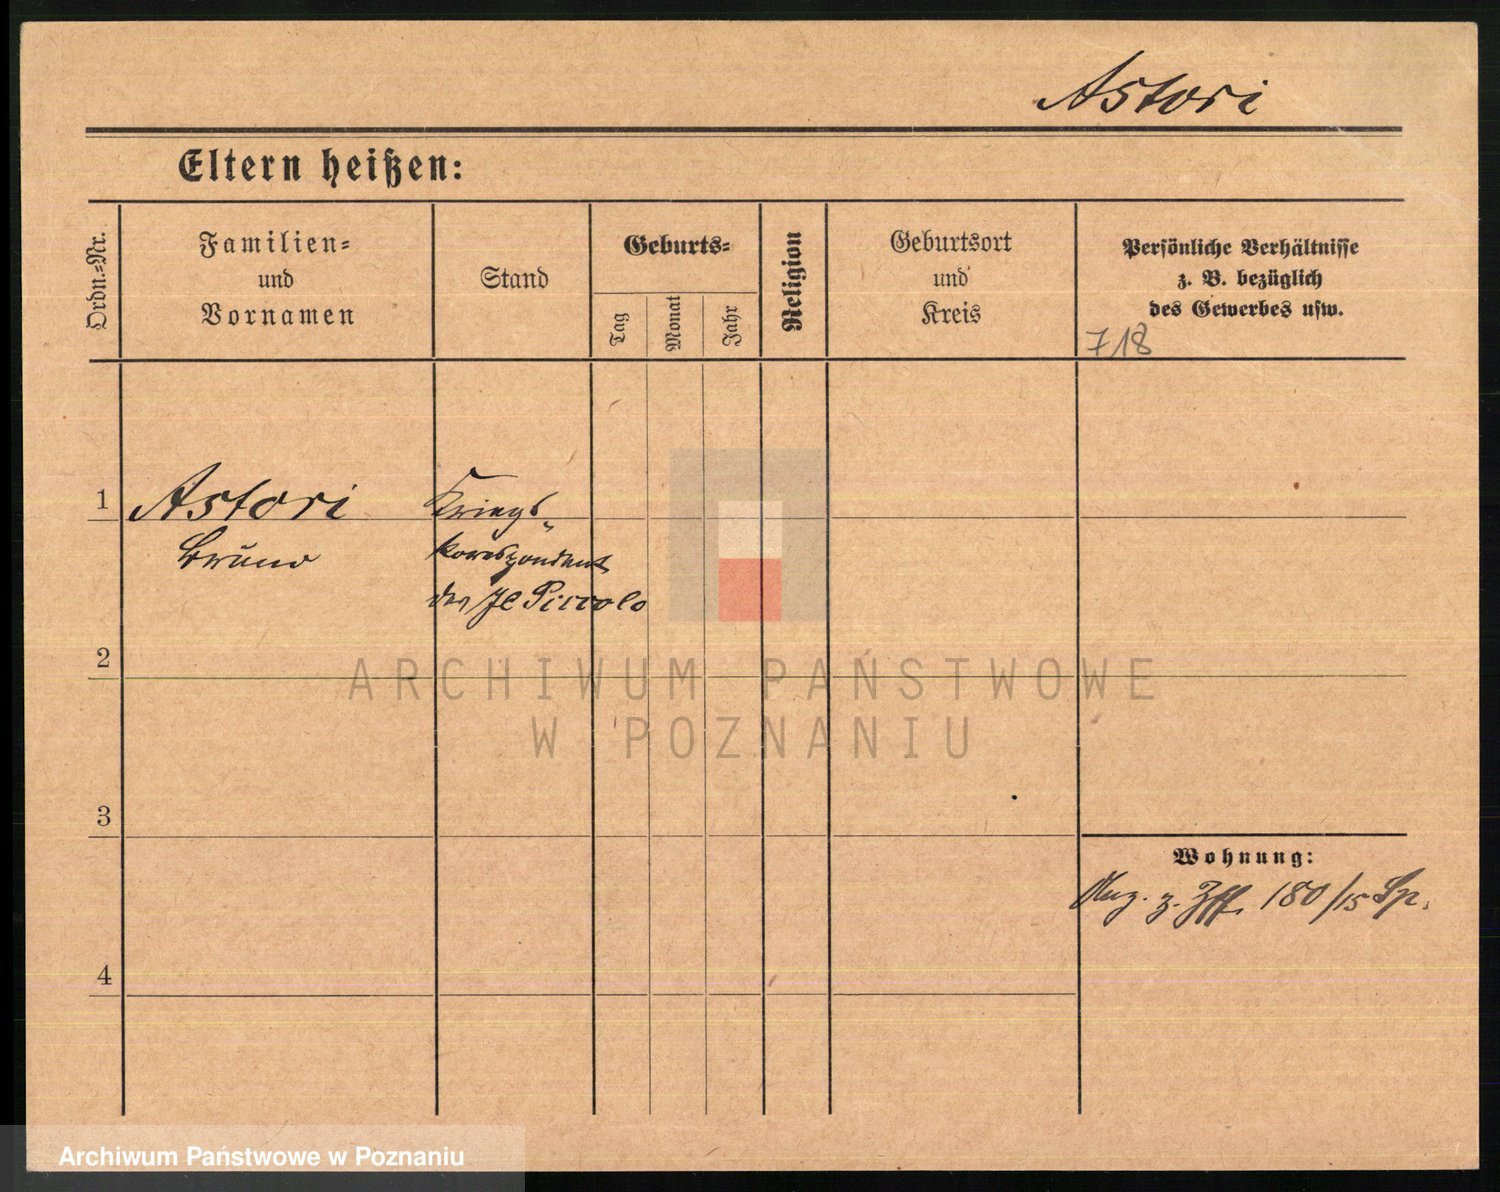 Astori
Eltern heißen:
Ordn.=Nr.
Familien=
und
Vornamen
Stand
Geburts=
Tag
Monat
Jahr
Religion
Geburtsort
und
Kreis
Persönliche Verhältnisse
z. B. bezüglich
des Gewerbes usw.
718
1
Astori
Bruno
Kriegs-
korrespondent
des Il Piccolo
2
ARCHIWUM PAŃSTWOWE
W POZNANIU
3
Wohnung:
z. 180/15 Sp.
4
Archiwum Państwowe w Poznaniu